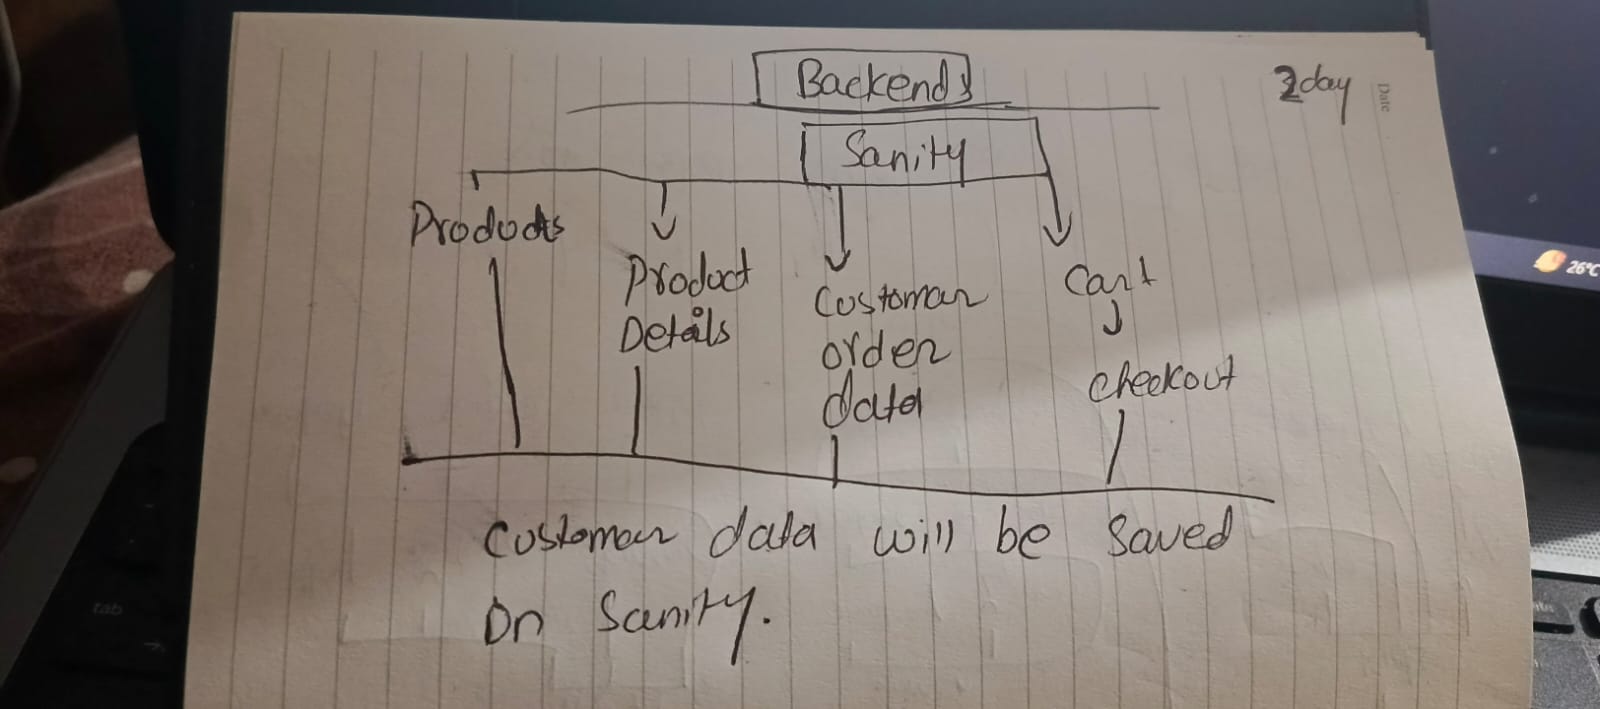 Backends
2day
Date
Sanity
Products
Product
Details
Customer
order
data
Cart
checkout
Customer data will be saved
on Sanity.
26°C
tab